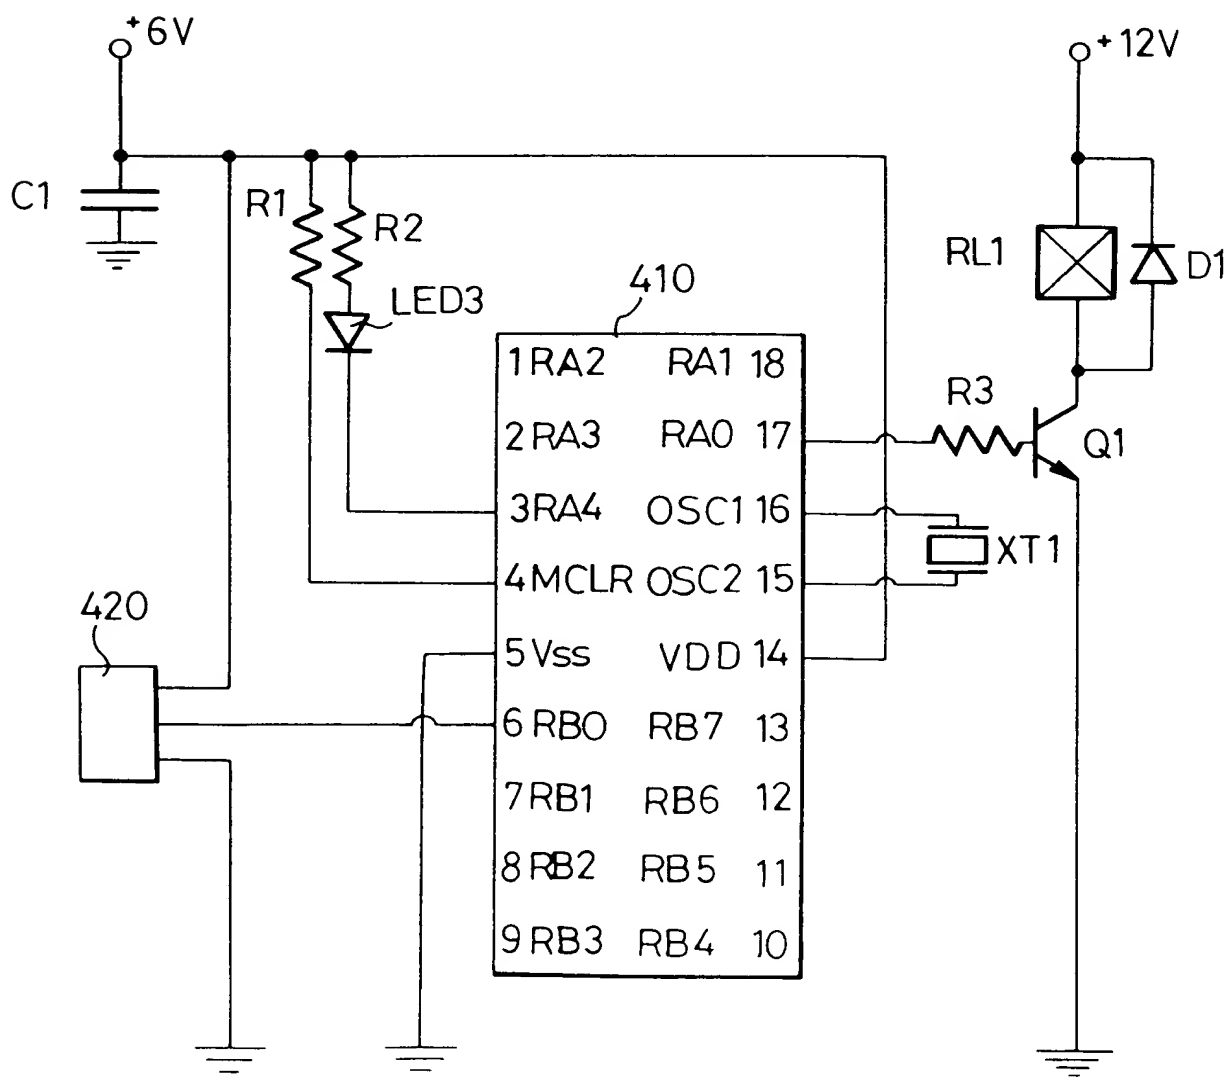 +6V
+12V
C1
R1
R2
LED3
410
RL1
D1
R3
Q1
XT1
420
1 RA2 RA1 18
2 RA3 RA0 17
3 RA4 OSC1 16
4 MCLR OSC2 15
5 Vss VDD 14
6 RB0 RB7 13
7 RB1 RB6 12
8 RB2 RB5 11
9 RB3 RB4 10